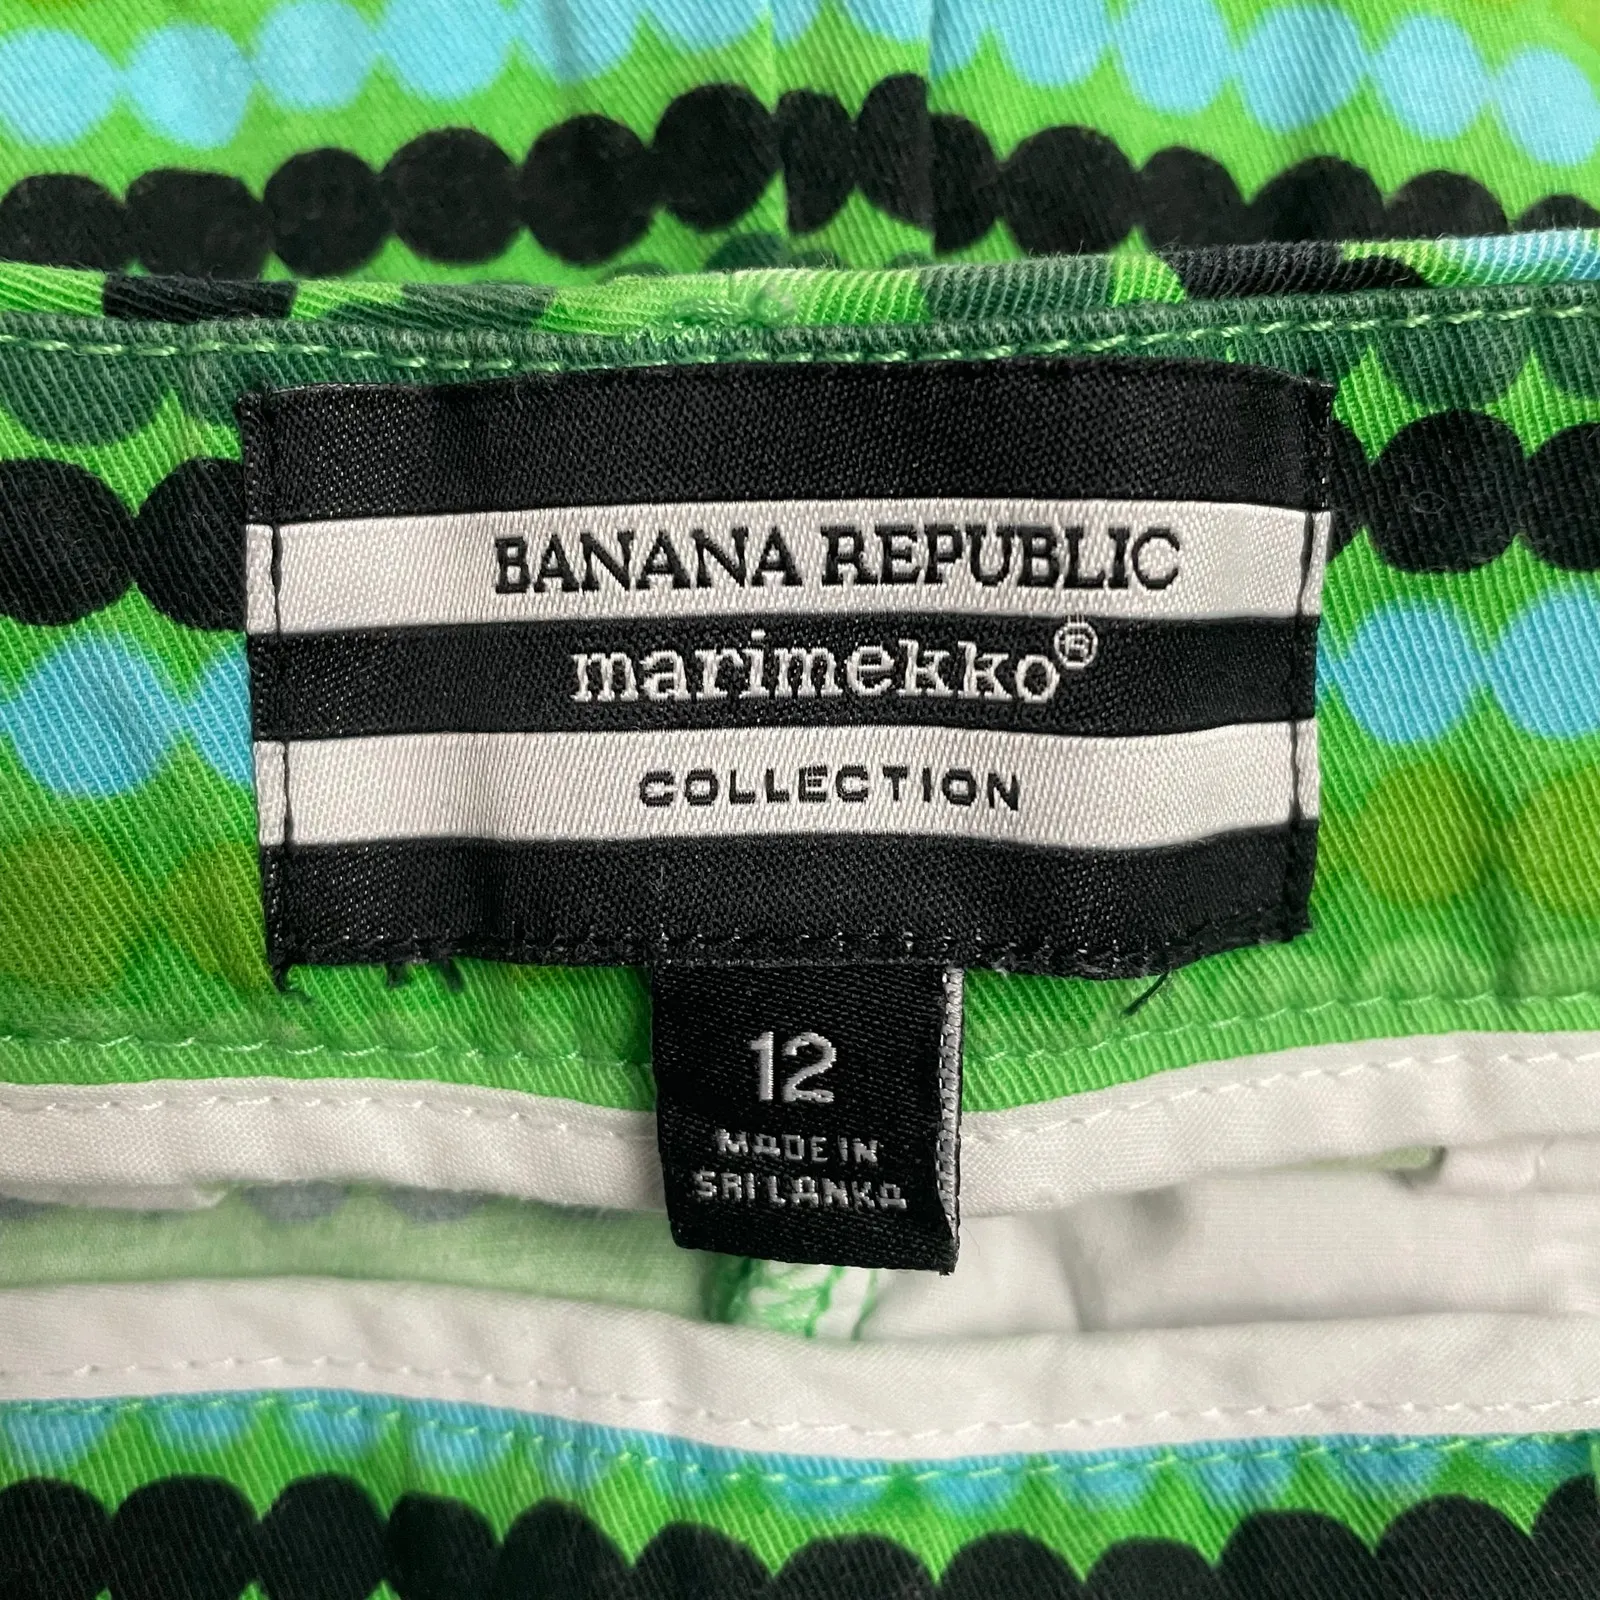 BANANA REPUBLIC
marimekko®
COLLECTION
12
MADE IN
SRI LANKA